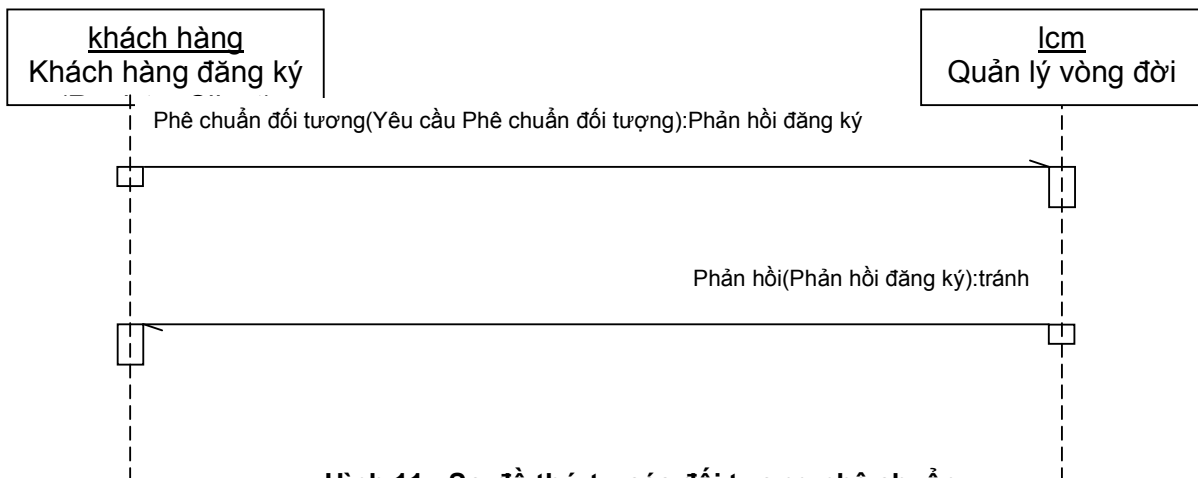 khách hàng
Khách hàng đăng ký
lcm
Quản lý vòng đời
Phê chuẩn đối tương(Yêu cầu Phê chuẩn đối tượng):Phản hồi đăng ký
Phản hồi(Phản hồi đăng ký):tránh